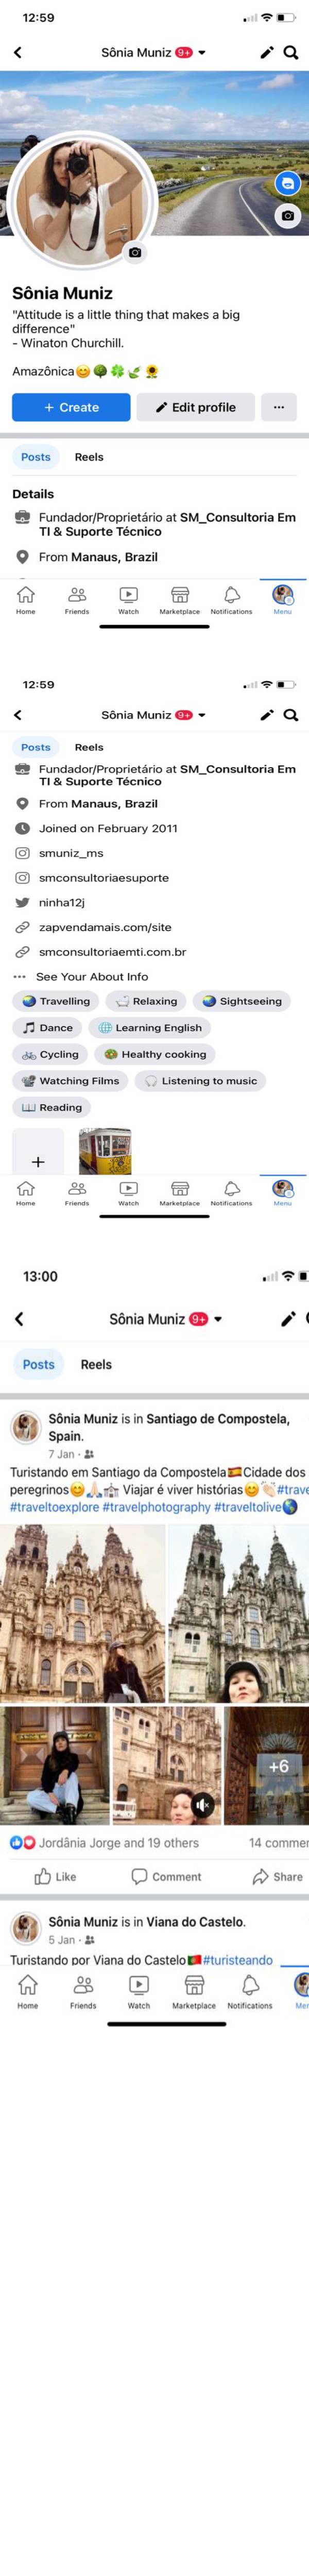 12:59
Sônia Muniz 9+
Sônia Muniz
"Attitude is a little thing that makes a big
difference"
- Winaton Churchill.
Amazônica😊🌳🍀🍃🌻
+ Create
Edit profile
...
Posts
Reels
Details
Fundador/Proprietário at SM_Consultoria Em
TI & Suporte Técnico
From Manaus, Brazil
Home
Friends
Watch
Marketplace
Notifications
Menu
12:59
Sônia Muniz 9+
Posts
Reels
Fundador/Proprietário at SM_Consultoria Em
TI & Suporte Técnico
From Manaus, Brazil
Joined on February 2011
smuniz_ms
smconsultoriaesuporte
ninha12j
zapvendamais.com/site
smconsultoriaemti.com.br
... See Your About Info
Travelling
Relaxing
Sightseeing
Dance
Learning English
Cycling
Healthy cooking
Watching Films
Listening to music
Reading
+
Home
Friends
Watch
Marketplace
Notifications
Menu
13:00
Sônia Muniz 9+
Posts
Reels
Sônia Muniz is in Santiago de Compostela,
Spain.
7 Jan ·
Turistando em Santiago da Compostela🇪🇸Cidade dos
peregrinos😊🙏🏻⛪ Viajar é viver histórias😊👏🏻#trave
#traveltoexplore #travelphotography #traveltolive🌎
+6
Jordânia Jorge and 19 others
14 commer
Like
Comment
Share
Sônia Muniz is in Viana do Castelo.
5 Jan ·
Turistando por Viana do Castelo🇵🇹#turisteando
Home
Friends
Watch
Marketplace
Notifications
Mer